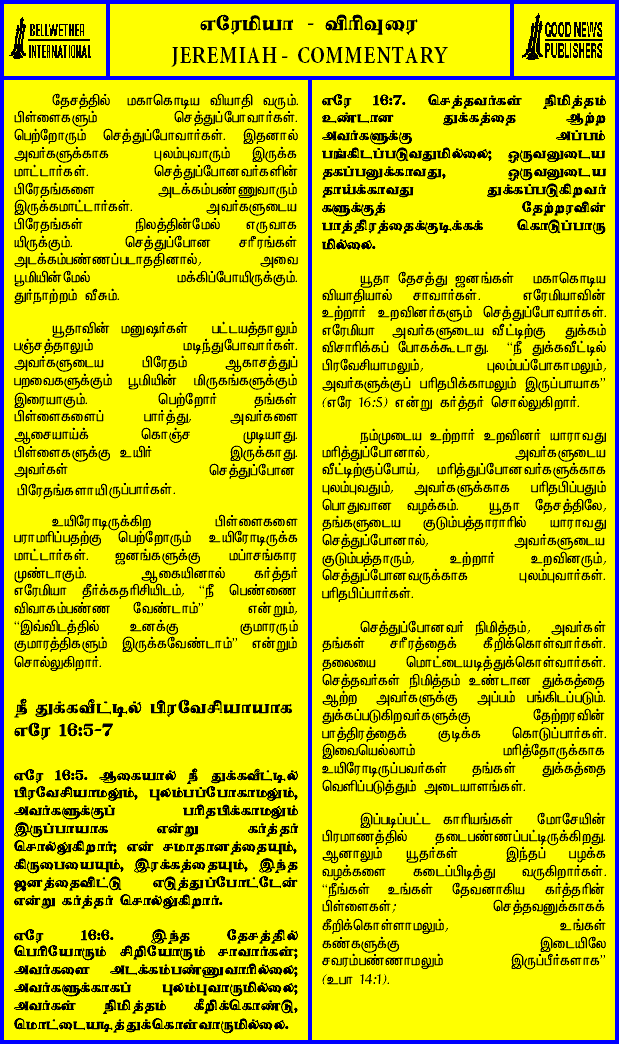 BELLWETHER
INTERNATIONAL
எரேமியா - விரிவுரை
JEREMIAH - COMMENTARY
GOOD NEWS
PUBLISHERS
தேசத்தில் மகாகொடிய வியாதி வரும்.
பிள்ளைகளும் செத்துப்போவார்கள்.
பெற்றோரும் செத்துப்போவார்கள். இதனால்
அவர்களுக்காக புலம்புவாரும் இருக்க
மாட்டார்கள். செத்துப்போனவர்களின்
பிரேதங்களை அடக்கம்பண்ணுவாரும்
இருக்கமாட்டார்கள். அவர்களுடைய
பிரேதங்கள் நிலத்தின்மேல் எருவாக
யிருக்கும். செத்துப்போன சரீரங்கள்
அடக்கம்பண்ணப்படாததினால், அவை
பூமியின்மேல் மக்கிப்போயிருக்கும்.
துர்நாற்றம் வீசும்.
யூதாவின் மனுஷர்கள் பட்டயத்தாலும்
பஞ்சத்தாலும் மடிந்துபோவார்கள்.
அவர்களுடைய பிரேதம் ஆகாசத்துப்
பறவைகளுக்கும் பூமியின் மிருகங்களுக்கும்
இரையாகும். பெற்றோர் தங்கள்
பிள்ளைகளைப் பார்த்து, அவர்களை
ஆசையாய்க் கொஞ்ச முடியாது.
பிள்ளைகளுக்கு உயிர் இருக்காது.
அவர்கள் செத்துப்போன
பிரேதங்களாயிருப்பார்கள்.
உயிரோடிருக்கிற பிள்ளைகளை
பராமரிப்பதற்கு பெற்றோரும் உயிரோடிருக்க
மாட்டார்கள். ஜனங்களுக்கு மபாசங்கார
முண்டாகும். ஆகையினால் கர்த்தர்
எரேமியா தீர்க்கதரிசியிடம், “நீ பெண்ணை
விவாகம்பண்ண வேண்டாம்” என்றும்,
“இவ்விடத்தில் உனக்கு குமாரரும்
குமாரத்திகளும் இருக்கவேண்டாம்” என்றும்
சொல்லுகிறார்.
நீ துக்கவீட்டில் பிரவேசியாயாக
எரே 16:5-7
எரே 16:5. ஆகையால் நீ துக்கவீட்டில்
பிரவேசியாமலும், புலம்பப்போகாமலும்,
அவர்களுக்குப் பரிதபிக்காமலும்
இருப்பாயாக என்று கர்த்தர்
சொல்லுகிறார்; என் சமாதானத்தையும்,
கிருபையையும், இரக்கத்தையும், இந்த
ஜனத்தைவிட்டு எடுத்துப்போட்டேன்
என்று கர்த்தர் சொல்லுகிறார்.
எரே 16:6. இந்த தேசத்தில்
பெரியோரும் சிறியோரும் சாவார்கள்;
அவர்களை அடக்கம்பண்ணுவாரில்லை;
அவர்களுக்காகப் புலம்புவாருமில்லை;
அவர்கள் நிமித்தம் கீறிக்கொண்டு,
மொட்டையடித்துக்கொள்வாருமில்லை.
எரே 16:7. செத்தவர்கள் நிமித்தம்
உண்டான துக்கத்தை ஆற்ற
அவர்களுக்கு அப்பம்
பங்கிடப்படுவதுமில்லை; ஒருவனுடைய
தகப்பனுக்காவது, ஒருவனுடைய
தாய்க்காவது துக்கப்படுகிறவர்
களுக்குத் தேற்றரவின்
பாத்திரத்தைக்குடிக்கக் கொடுப்பாரு
மில்லை.
யூதா தேசத்து ஜனங்கள் மகாகொடிய
வியாதியால் சாவார்கள். எரேமியாவின்
உற்றார் உறவினர்களும் செத்துப்போவார்கள்.
எரேமியா அவர்களுடைய வீட்டிற்கு துக்கம்
விசாரிக்கப் போகக்கூடாது. “நீ துக்கவீட்டில்
பிரவேசியாமலும், புலம்பப்போகாமலும்,
அவர்களுக்குப் பரிதபிக்காமலும் இருப்பாயாக”
(எரே 16:5) என்று கர்த்தர் சொல்லுகிறார்.
நம்முடைய உற்றார் உறவினர் யாராவது
மரித்துப்போனால், அவர்களுடைய
வீட்டிற்குப்போய், மரித்துப்போனவர்களுக்காக
புலம்புவதும், அவர்களுக்காக பரிதபிப்பதும்
பொதுவான வழக்கம். யூதா தேசத்திலே,
தங்களுடைய குடும்பத்தாராரில் யாராவது
செத்துப்போனால், அவர்களுடைய
குடும்பத்தாரும், உற்றார் உறவினரும்,
செத்துப்போனவருக்காக புலம்புவார்கள்.
பரிதபிப்பார்கள்.
செத்துப்போனவர் நிமித்தம், அவர்கள்
தங்கள் சரீரத்தைக் கீறிக்கொள்வார்கள்.
தலையை மொட்டையடித்துக்கொள்வார்கள்.
செத்தவர்கள் நிமித்தம் உண்டான துக்கத்தை
ஆற்ற அவர்களுக்கு அப்பம் பங்கிடப்படும்.
துக்கப்படுகிறவர்களுக்கு தேற்றரவின்
பாத்திரத்தைக் குடிக்க கொடுப்பார்கள்.
இவையெல்லாம் மரித்தோருக்காக
உயிரோடிருப்பவர்கள் தங்கள் துக்கத்தை
வெளிப்படுத்தும் அடையாளங்கள்.
இப்படிப்பட்ட காரியங்கள் மோசேயின்
பிரமாணத்தில் தடைபண்ணப்பட்டிருக்கிறது.
ஆனாலும் யூதர்கள் இந்தப் பழக்க
வழக்களை கடைப்பிடித்து வருகிறார்கள்.
“நீங்கள் உங்கள் தேவனாகிய கர்த்தரின்
பிள்ளைகள்; செத்தவனுக்காகக்
கீறிக்கொள்ளாமலும், உங்கள்
கண்களுக்கு இடையிலே
சவரம்பண்ணாமலும் இருப்பீர்களாக”
(உபா 14:1).